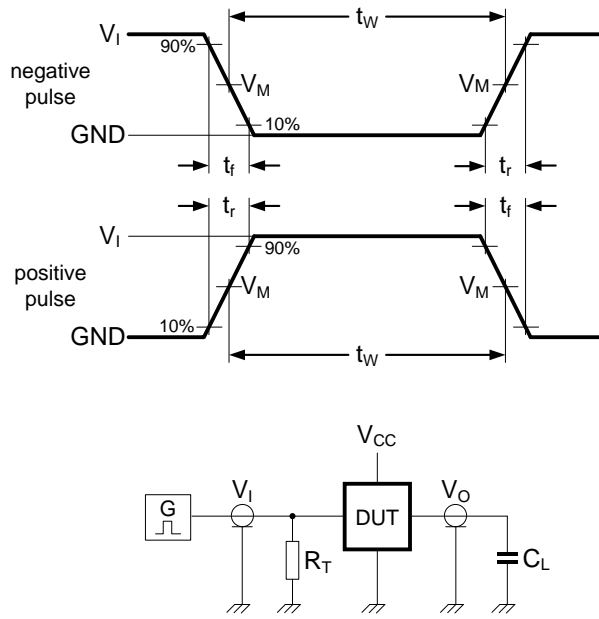 V_I
t_W
90%
negative
pulse
V_M
V_M
10%
GND
t_f
t_r
t_r
t_f
V_I
90%
positive
pulse
V_M
V_M
10%
GND
t_W
V_CC
V_I
V_O
G
DUT
R_T
C_L